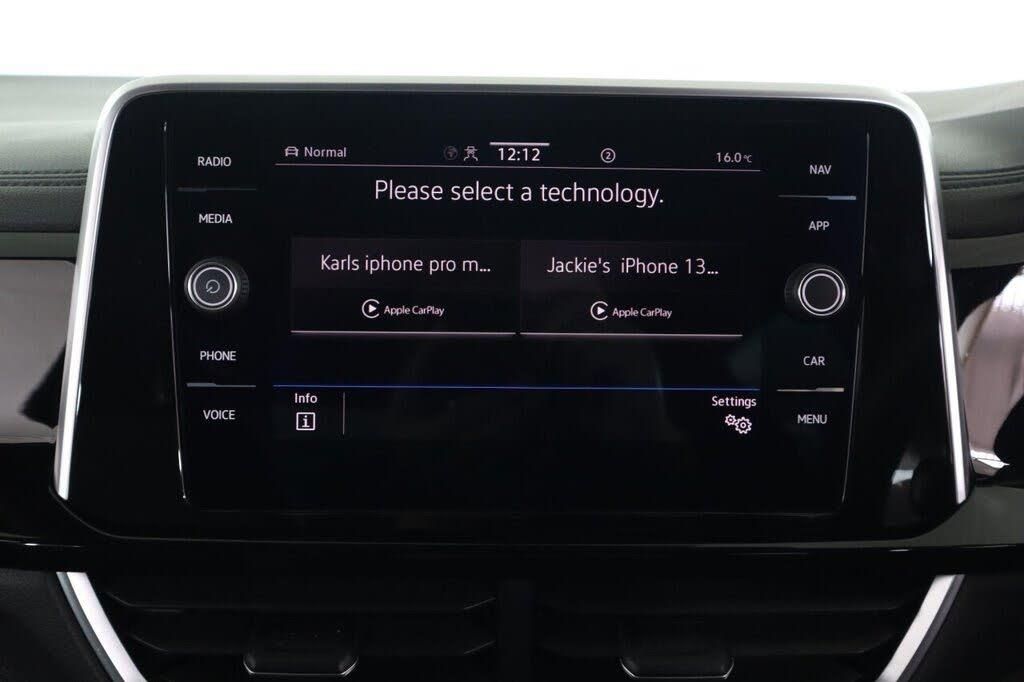 RADIO
MEDIA
PHONE
VOICE
Normal
12:12
2
16.0°C
Please select a technology.
Karls iphone pro m...
Apple CarPlay
Jackie's iPhone 13...
Apple CarPlay
Info
i
Settings
NAV
APP
CAR
MENU